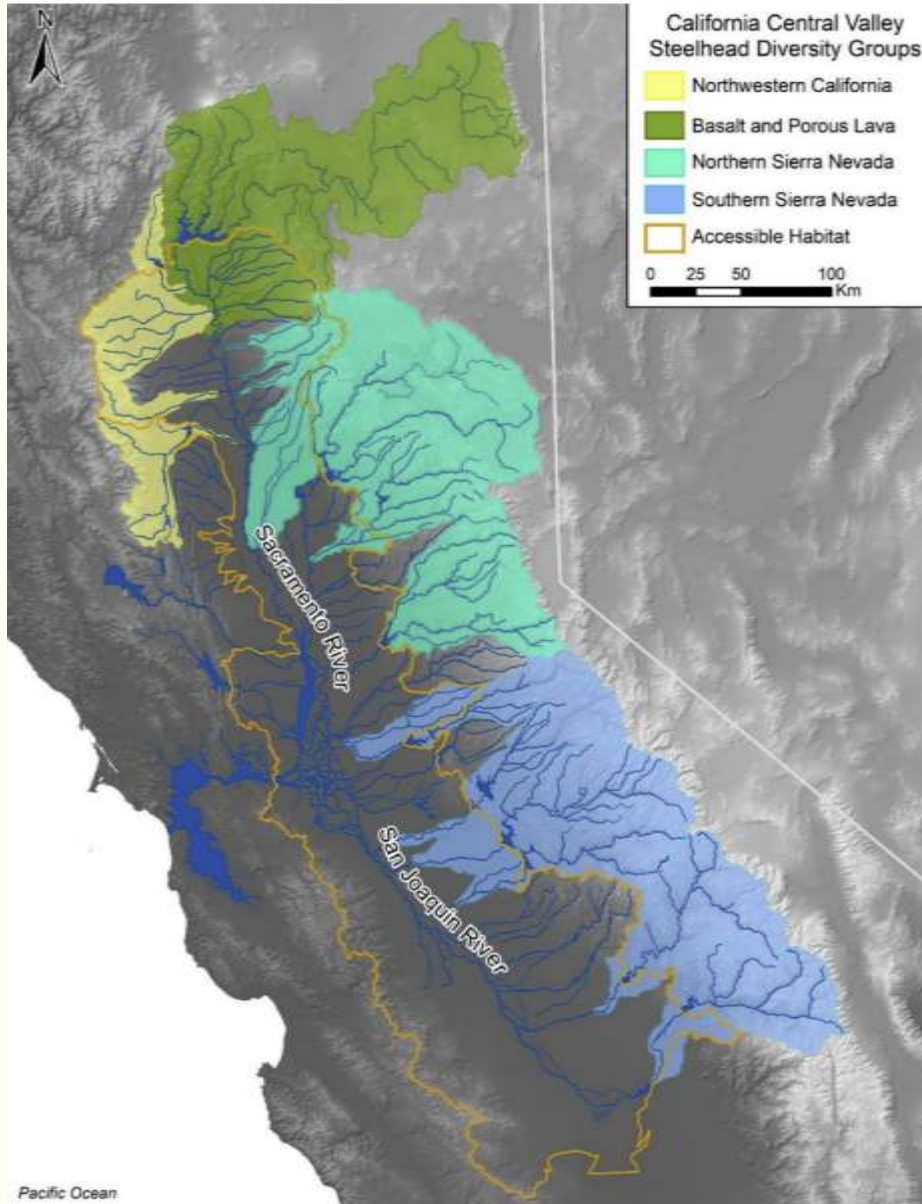 N
California Central Valley
Steelhead Diversity Groups
Northwestern California
Basalt and Porous Lava
Northern Sierra Nevada
Southern Sierra Nevada
Accessible Habitat
0 25 50 100
Km
Sacramento River
San Joaquin River
Pacific Ocean